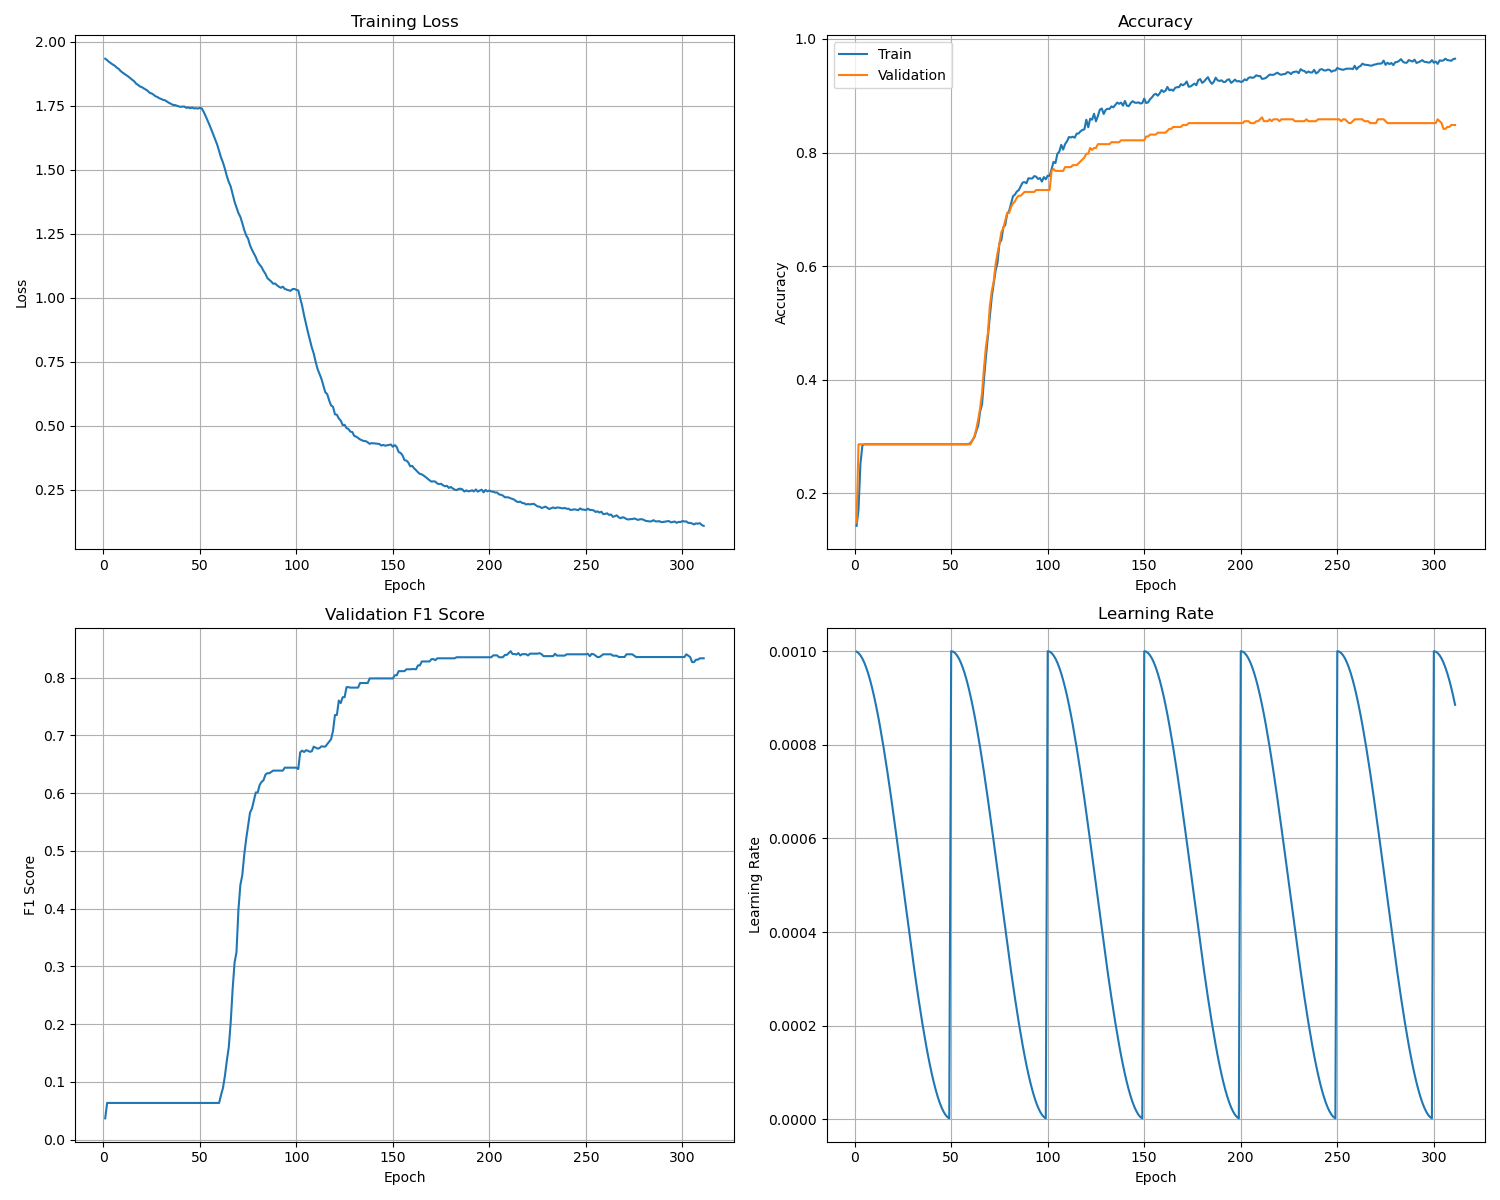 Training Loss
2.00
1.75
1.50
1.25
1.00
0.75
0.50
0.25
Loss
0 50 100 150 200 250 300
Epoch
Accuracy
Train
Validation
1.0
0.8
0.6
0.4
0.2
Accuracy
0 50 100 150 200 250 300
Epoch
Validation F1 Score
0.8
0.7
0.6
0.5
0.4
0.3
0.2
0.1
0.0
F1 Score
0 50 100 150 200 250 300
Epoch
Learning Rate
0.0010
0.0008
0.0006
0.0004
0.0002
0.0000
Learning Rate
0 50 100 150 200 250 300
Epoch